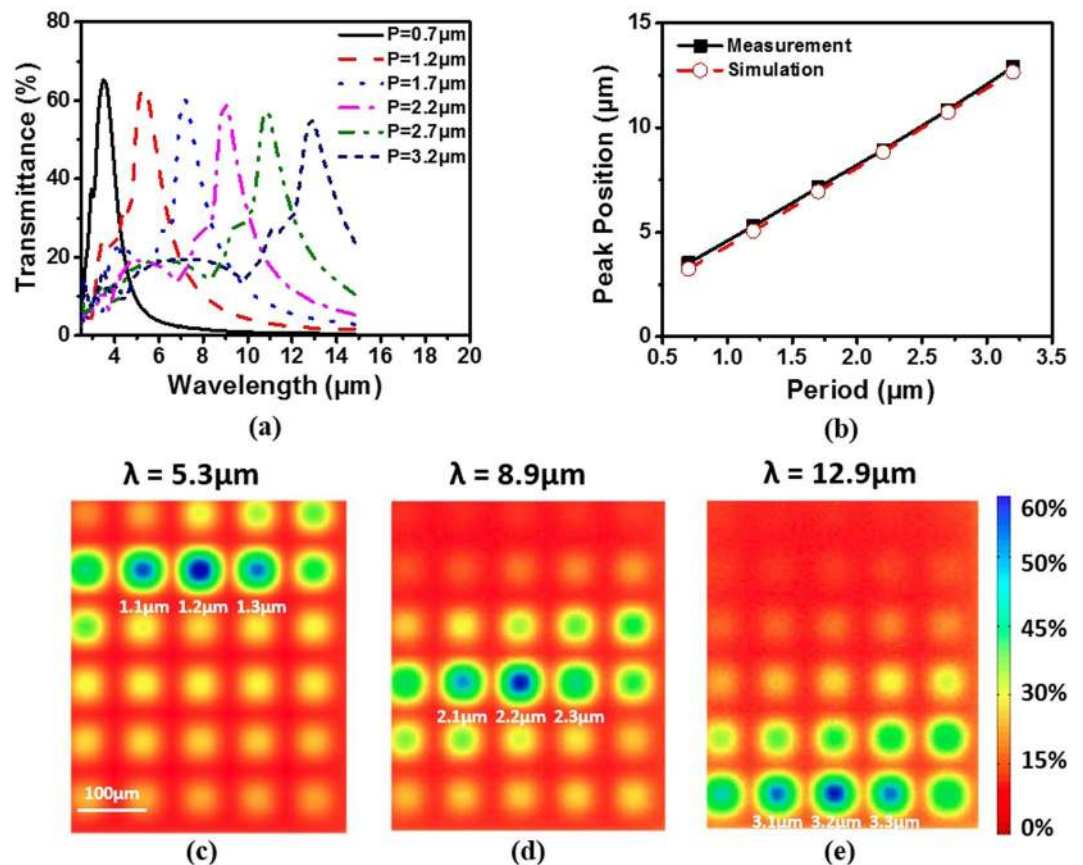 80
60
40
20
0
Transmittance (%)
P=0.7μm
P=1.2μm
P=1.7μm
P=2.2μm
P=2.7μm
P=3.2μm
4 6 8 10 12 14 16 18 20
Wavelength (μm)
(a)
15
10
5
0
Peak Position (μm)
Measurement
Simulation
0.5 1.0 1.5 2.0 2.5 3.0 3.5
Period (μm)
(b)
λ = 5.3μm
1.1μm 1.2μm 1.3μm
100μm
(c)
λ = 8.9μm
2.1μm 2.2μm 2.3μm
(d)
λ = 12.9μm
3.1μm 3.2μm 3.3μm
(e)
60%
50%
45%
30%
15%
0%